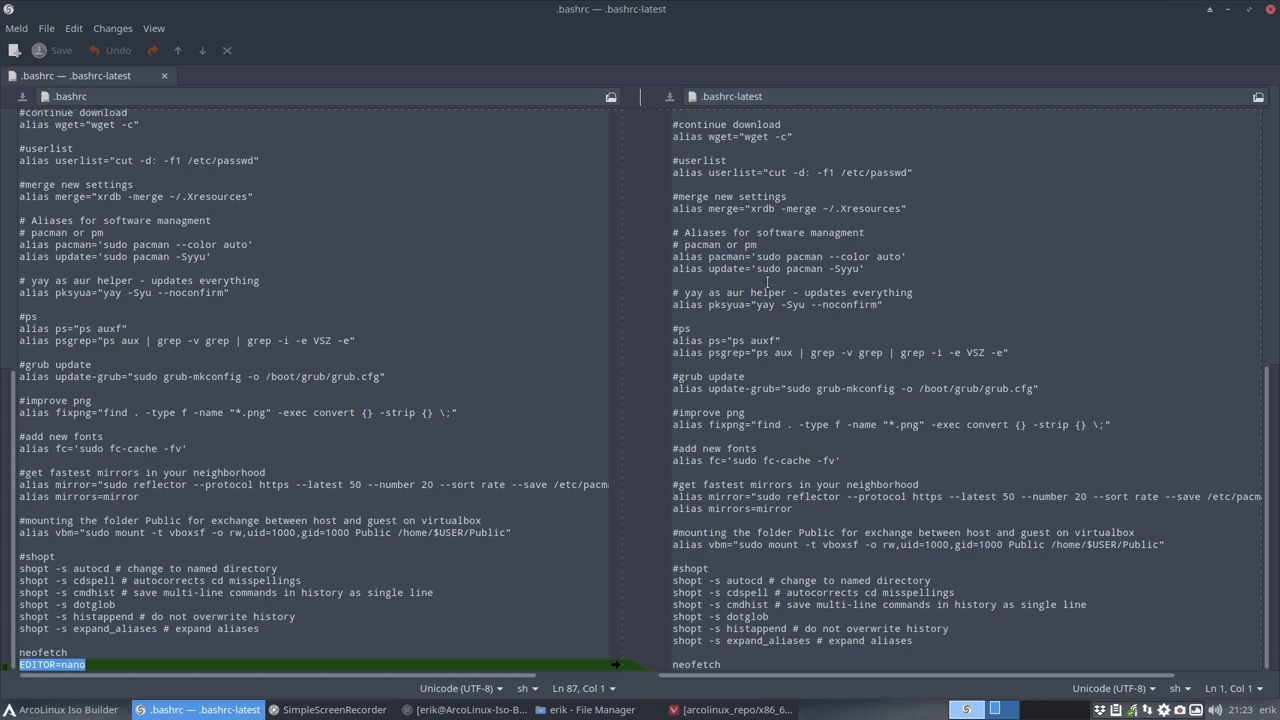 .bashrc — .bashrc-latest
Meld File Edit Changes View
Save Undo
.bashrc — .bashrc-latest
.bashrc
#continue download
alias wget="wget -c"
#userlist
alias userlist="cut -d: -f1 /etc/passwd"
#merge new settings
alias merge="xrdb -merge ~/.Xresources"
# Aliases for software managment
# pacman or pm
alias pacman='sudo pacman --color auto'
alias update='sudo pacman -Syyu'
# yay as aur helper - updates everything
alias pksyua="yay -Syu --noconfirm"
#ps
alias ps="ps auxf"
alias psgrep="ps aux | grep -v grep | grep -i -e VSZ -e"
#grub update
alias update-grub="sudo grub-mkconfig -o /boot/grub/grub.cfg"
#improve png
alias fixpng="find . -type f -name "*.png" -exec convert {} -strip {} \;"
#add new fonts
alias fc='sudo fc-cache -fv'
#get fastest mirrors in your neighborhood
alias mirror="sudo reflector --protocol https --latest 50 --number 20 --sort rate --save /etc/pacm
alias mirrors=mirror
#mounting the folder Public for exchange between host and guest on virtualbox
alias vbm="sudo mount -t vboxsf -o rw,uid=1000,gid=1000 Public /home/$USER/Public"
#shopt
shopt -s autocd # change to named directory
shopt -s cdspell # autocorrects cd misspellings
shopt -s cmdhist # save multi-line commands in history as single line
shopt -s dotglob
shopt -s histappend # do not overwrite history
shopt -s expand_aliases # expand aliases
neofetch
EDITOR=nano
Unicode (UTF-8) sh Ln 87, Col 1
.bashrc-latest
#continue download
alias wget="wget -c"
#userlist
alias userlist="cut -d: -f1 /etc/passwd"
#merge new settings
alias merge="xrdb -merge ~/.Xresources"
# Aliases for software managment
# pacman or pm
alias pacman='sudo pacman --color auto'
alias update='sudo pacman -Syyu'
# yay as aur helper - updates everything
alias pksyua="yay -Syu --noconfirm"
#ps
alias ps="ps auxf"
alias psgrep="ps aux | grep -v grep | grep -i -e VSZ -e"
#grub update
alias update-grub="sudo grub-mkconfig -o /boot/grub/grub.cfg"
#improve png
alias fixpng="find . -type f -name "*.png" -exec convert {} -strip {} \;"
#add new fonts
alias fc='sudo fc-cache -fv'
#get fastest mirrors in your neighborhood
alias mirror="sudo reflector --protocol https --latest 50 --number 20 --sort rate --save /etc/pacm
alias mirrors=mirror
#mounting the folder Public for exchange between host and guest on virtualbox
alias vbm="sudo mount -t vboxsf -o rw,uid=1000,gid=1000 Public /home/$USER/Public"
#shopt
shopt -s autocd # change to named directory
shopt -s cdspell # autocorrects cd misspellings
shopt -s cmdhist # save multi-line commands in history as single line
shopt -s dotglob
shopt -s histappend # do not overwrite history
shopt -s expand_aliases # expand aliases
neofetch
Unicode (UTF-8) sh Ln 1, Col 1
ArcoLinux Iso Builder .bashrc — .bashrc-latest SimpleScreenRecorder [erik@ArcoLinux-Iso-B... erik - File Manager [arcolinux_repo/x86_6... 21:23 erik